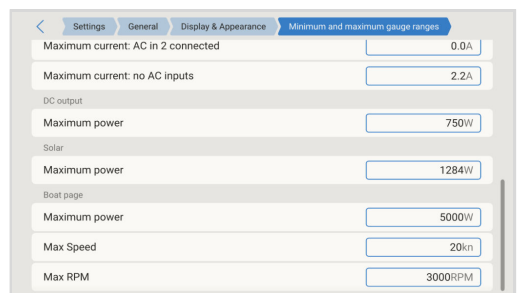 Settings General Display & Appearance Minimum and maximum gauge ranges
Maximum current: AC in 2 connected 0.0A
Maximum current: no AC inputs 2.2A
DC output
Maximum power 750W
Solar
Maximum power 1284W
Boat page
Maximum power 5000W
Max Speed 20kn
Max RPM 3000RPM